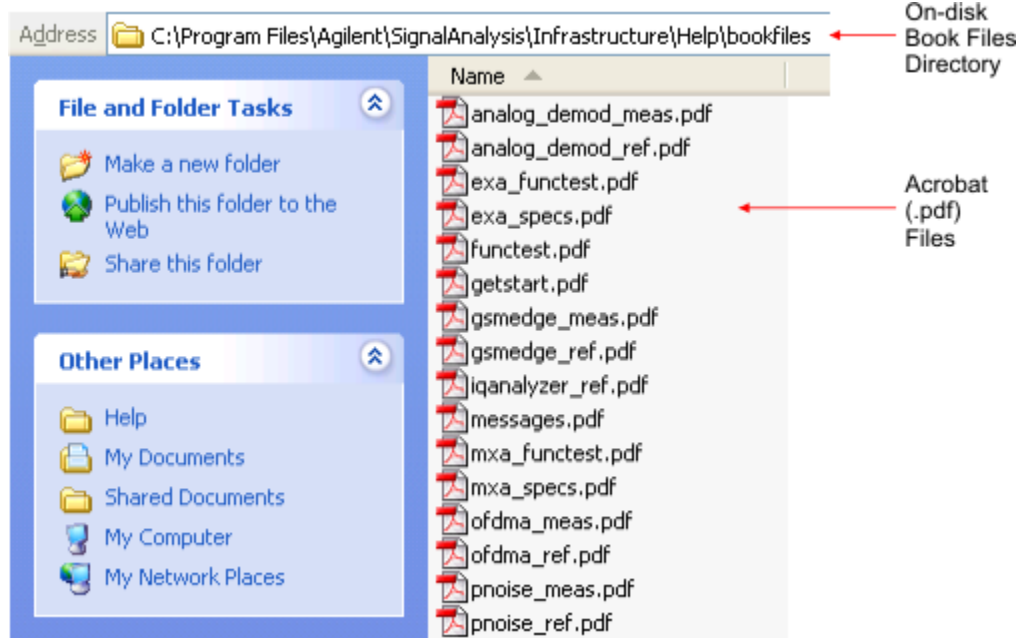 Address C:\Program Files\Agilent\SignalAnalysis\Infrastructure\Help\bookfiles
On-disk
Book Files
Directory
File and Folder Tasks
Make a new folder
Publish this folder to the
Web
Share this folder
Other Places
Help
My Documents
Shared Documents
My Computer
My Network Places
Name
analog_demod_meas.pdf
analog_demod_ref.pdf
exa_functest.pdf
exa_specs.pdf
functest.pdf
getstart.pdf
gsmedge_meas.pdf
gsmedge_ref.pdf
iqanalyzer_ref.pdf
messages.pdf
mxa_functest.pdf
mxa_specs.pdf
ofdma_meas.pdf
ofdma_ref.pdf
pnoise_meas.pdf
pnoise_ref.pdf
Acrobat
(.pdf)
Files